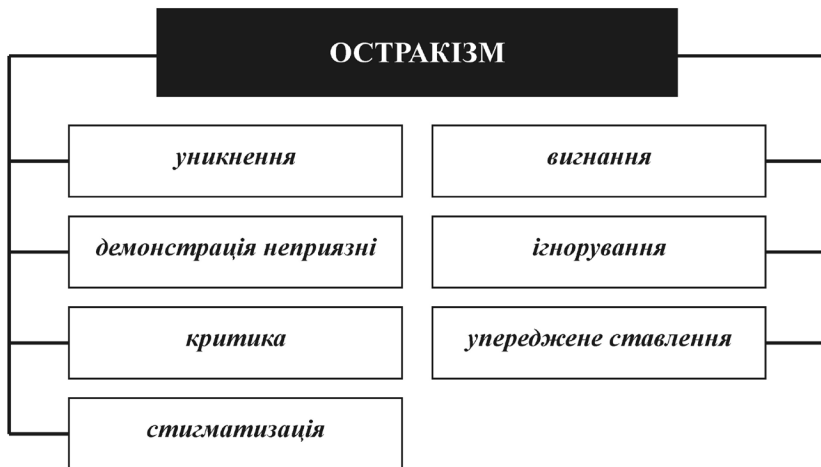 ОСТРАКІЗМ
уникнення
вигнання
демонстрація неприязні
ігнорування
критика
упереджене ставлення
стигматизація